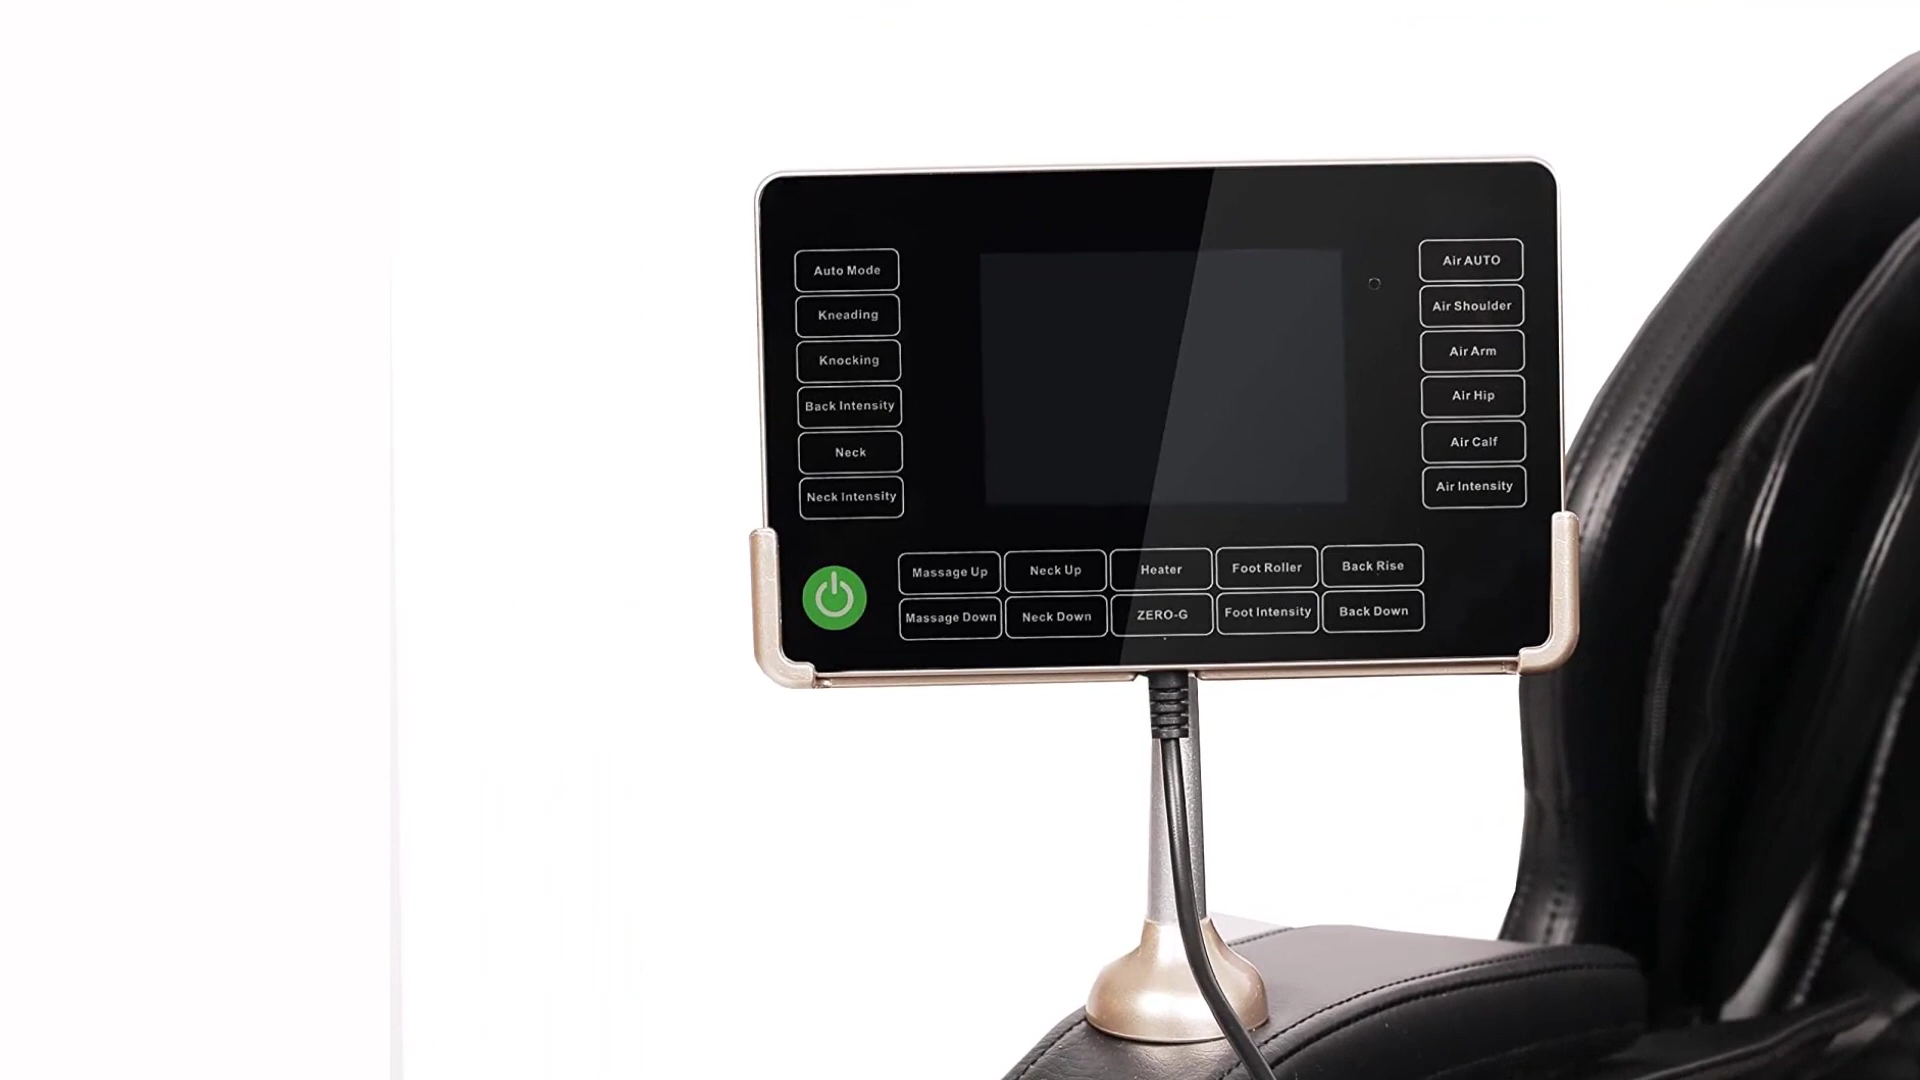 Auto Mode
Kneading
Knocking
Back Intensity
Neck
Neck Intensity
Air AUTO
Air Shoulder
Air Arm
Air Hip
Air Calf
Air Intensity
Massage Up
Neck Up
Heater
Foot Roller
Back Rise
Massage Down
Neck Down
ZERO-G
Foot Intensity
Back Down